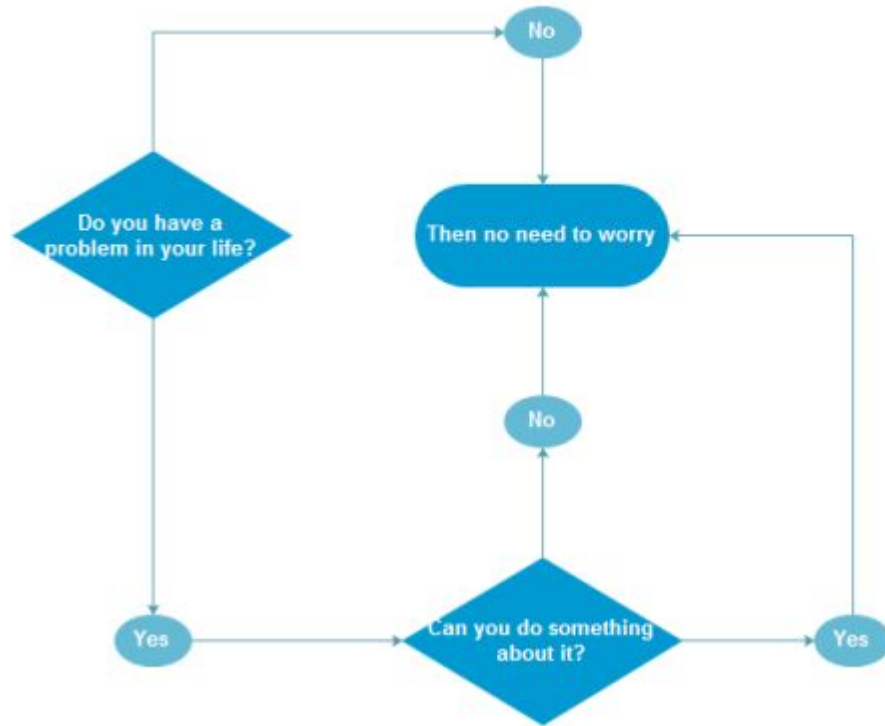 No
Do you have a
problem in your life?
Then no need to worry
No
Yes
Can you do something
about it?
Yes